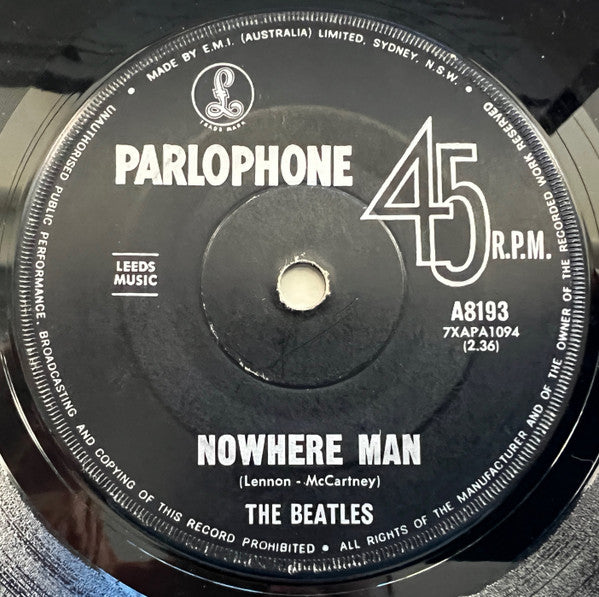 • MADE BY E.M.I. (AUSTRALIA) LIMITED, SYDNEY, N.S.W. •
UNAUTHORISED PUBLIC PERFORMANCE, BROADCASTING AND COPYING OF THIS RECORD PROHIBITED • ALL RIGHTS OF THE MANUFACTURER AND OF THE OWNER OF THE RECORDED WORK RESERVED
£
TRADE MARK
PARLOPHONE
45
R.P.M.
LEEDS
MUSIC
A8193
7XAPA1094
(2.36)
NOWHERE MAN
(Lennon - McCartney)
THE BEATLES